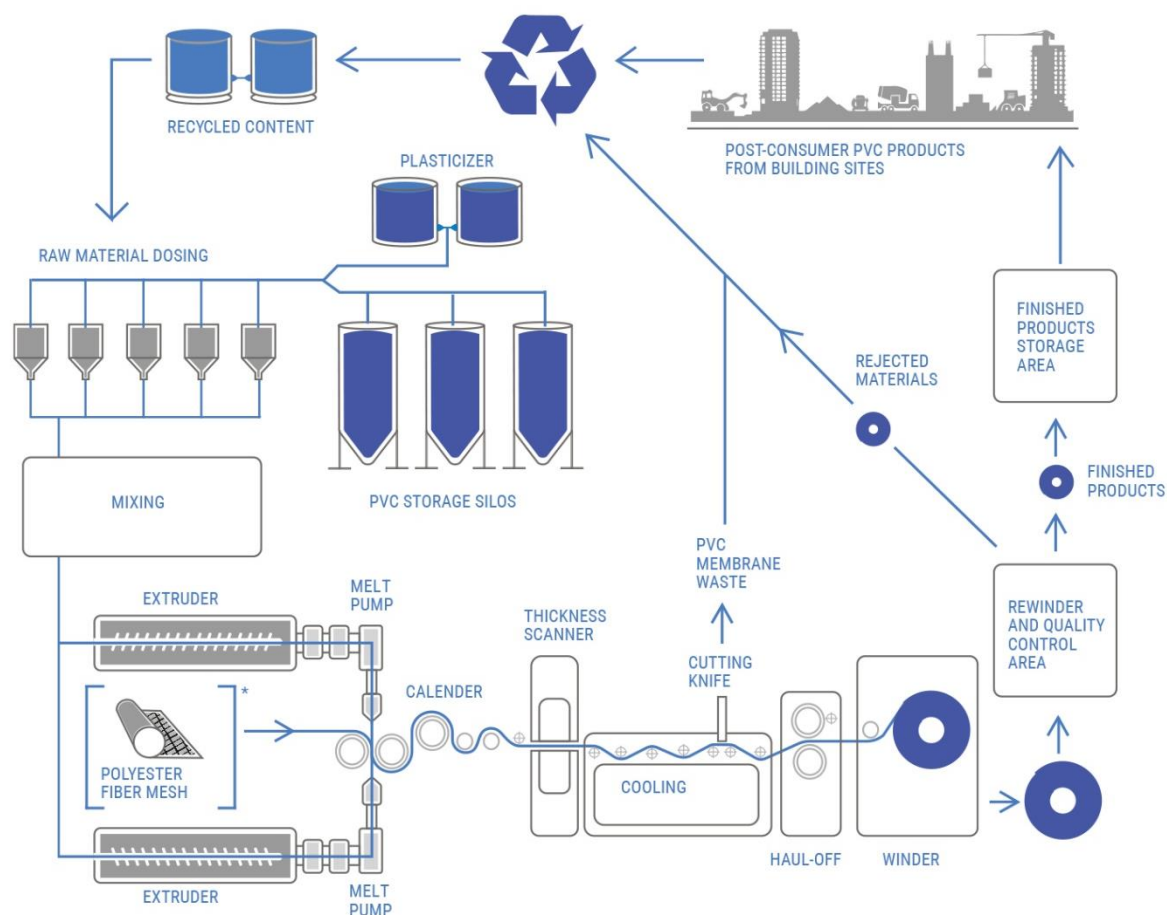 RECYCLED CONTENT
POST-CONSUMER PVC PRODUCTS
FROM BUILDING SITES
PLASTICIZER
RAW MATERIAL DOSING
FINISHED
PRODUCTS
STORAGE
AREA
REJECTED
MATERIALS
FINISHED
PRODUCTS
MIXING
PVC STORAGE SILOS
PVC
MEMBRANE
WASTE
EXTRUDER
MELT
PUMP
THICKNESS
SCANNER
REWINDER
AND QUALITY
CONTROL
AREA
CUTTING
KNIFE
CALENDER
*
POLYESTER
FIBER MESH
COOLING
HAUL-OFF
WINDER
EXTRUDER
MELT
PUMP